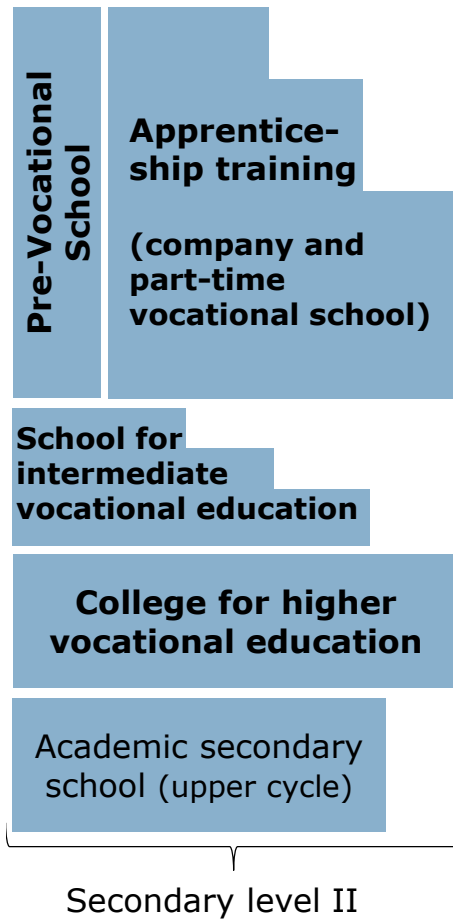 Pre-Vocational
School
Apprentice-
ship training
(company and
part-time
vocational school)
School for
intermediate
vocational education
College for higher
vocational education
Academic secondary
school (upper cycle)
Secondary level II